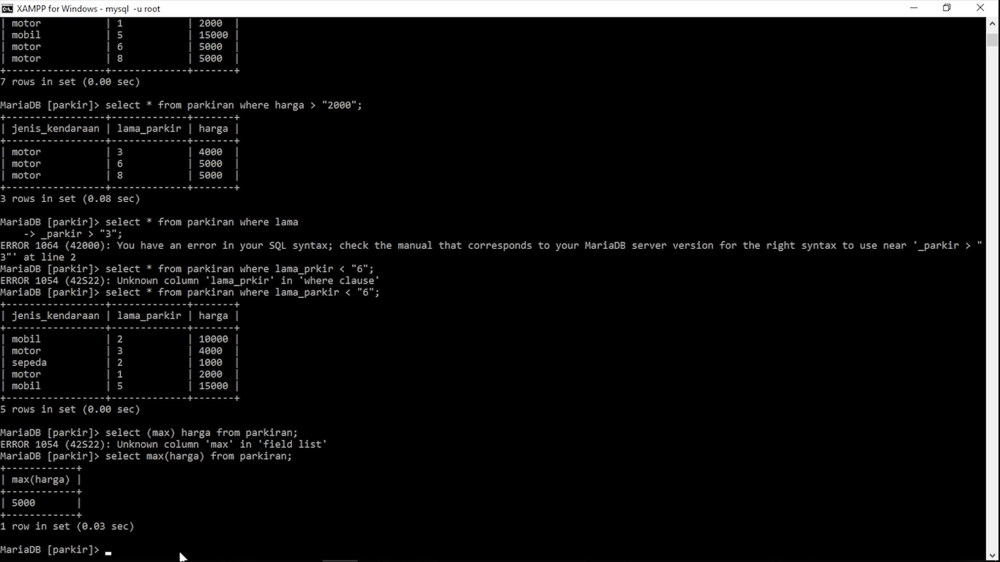 XAMPP for Windows - mysql  -u root
| motor           | 1           | 2000  |
| mobil           | 5           | 15000 |
| motor           | 6           | 5000  |
| motor           | 8           | 5000  |
+-----------------+-------------+-------+
7 rows in set (0.00 sec)
MariaDB [parkir]> select * from parkiran where harga > "2000";
+-----------------+-------------+-------+
| jenis_kendaraan | lama_parkir | harga |
+-----------------+-------------+-------+
| motor           | 3           | 4000  |
| motor           | 6           | 5000  |
| motor           | 8           | 5000  |
+-----------------+-------------+-------+
3 rows in set (0.08 sec)
MariaDB [parkir]> select * from parkiran where lama
    -> _parkir > "3";
ERROR 1064 (42000): You have an error in your SQL syntax; check the manual that corresponds to your MariaDB server version for the right syntax to use near '_parkir > "
3"' at line 2
MariaDB [parkir]> select * from parkiran where lama_prkir < "6";
ERROR 1054 (42S22): Unknown column 'lama_prkir' in 'where clause'
MariaDB [parkir]> select * from parkiran where lama_parkir < "6";
+-----------------+-------------+-------+
| jenis_kendaraan | lama_parkir | harga |
+-----------------+-------------+-------+
| mobil           | 2           | 10000 |
| motor           | 3           | 4000  |
| sepeda          | 2           | 1000  |
| motor           | 1           | 2000  |
| mobil           | 5           | 15000 |
+-----------------+-------------+-------+
5 rows in set (0.00 sec)
MariaDB [parkir]> select (max) harga from parkiran;
ERROR 1054 (42S22): Unknown column 'max' in 'field list'
MariaDB [parkir]> select max(harga) from parkiran;
+------------+
| max(harga) |
+------------+
| 5000       |
+------------+
1 row in set (0.03 sec)
MariaDB [parkir]>